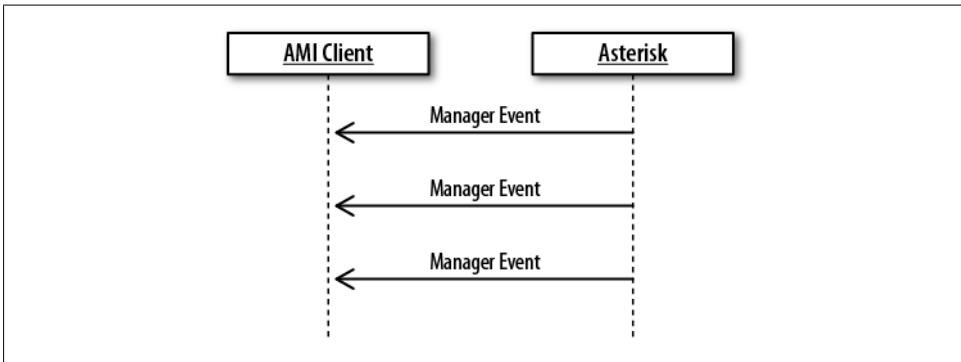 AMI Client
Asterisk
Manager Event
Manager Event
Manager Event